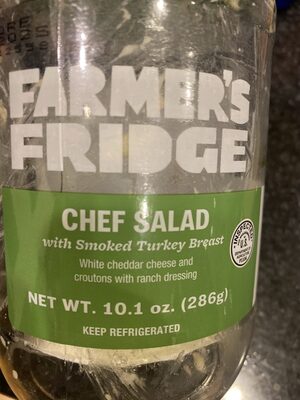 FARMER'S
FRIDGE
CHEF SALAD
with Smoked Turkey Breast
White cheddar cheese and
croutons with ranch dressing
NET WT. 10.1 oz. (286g)
KEEP REFRIGERATED